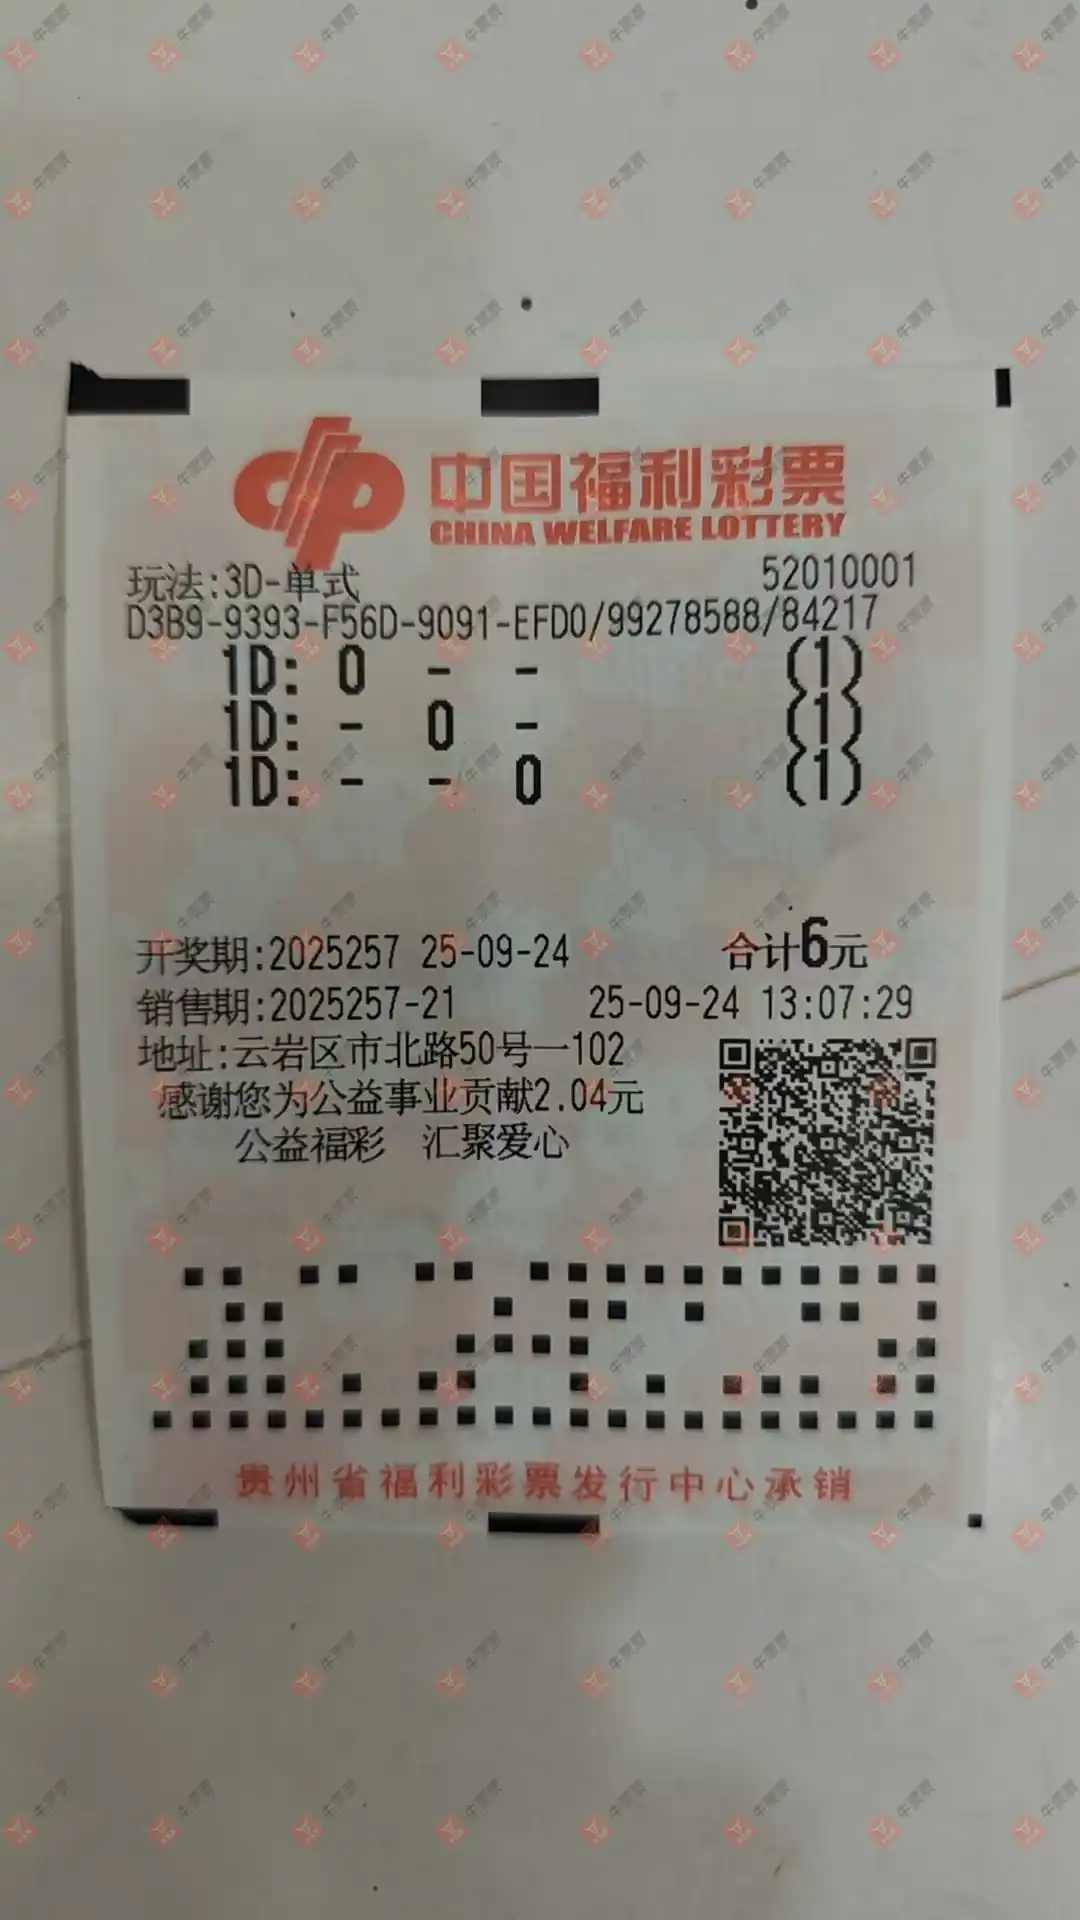 中国福利彩票
CHINA WELFARE LOTTERY
玩法:3D-单式 52010001
D3B9-9393-F56D-9091-EFD0/99278588/84217
1D: 0 - - (1)
1D: - 0 - (1)
1D: - - 0 (1)
开奖期:2025257 25-09-24 合计6元
销售期:2025257-21 25-09-24 13:07:29
地址:云岩区市北路50号一102
感谢您为公益事业贡献2.04元
公益福彩 汇聚爱心
贵州省福利彩票发行中心承销